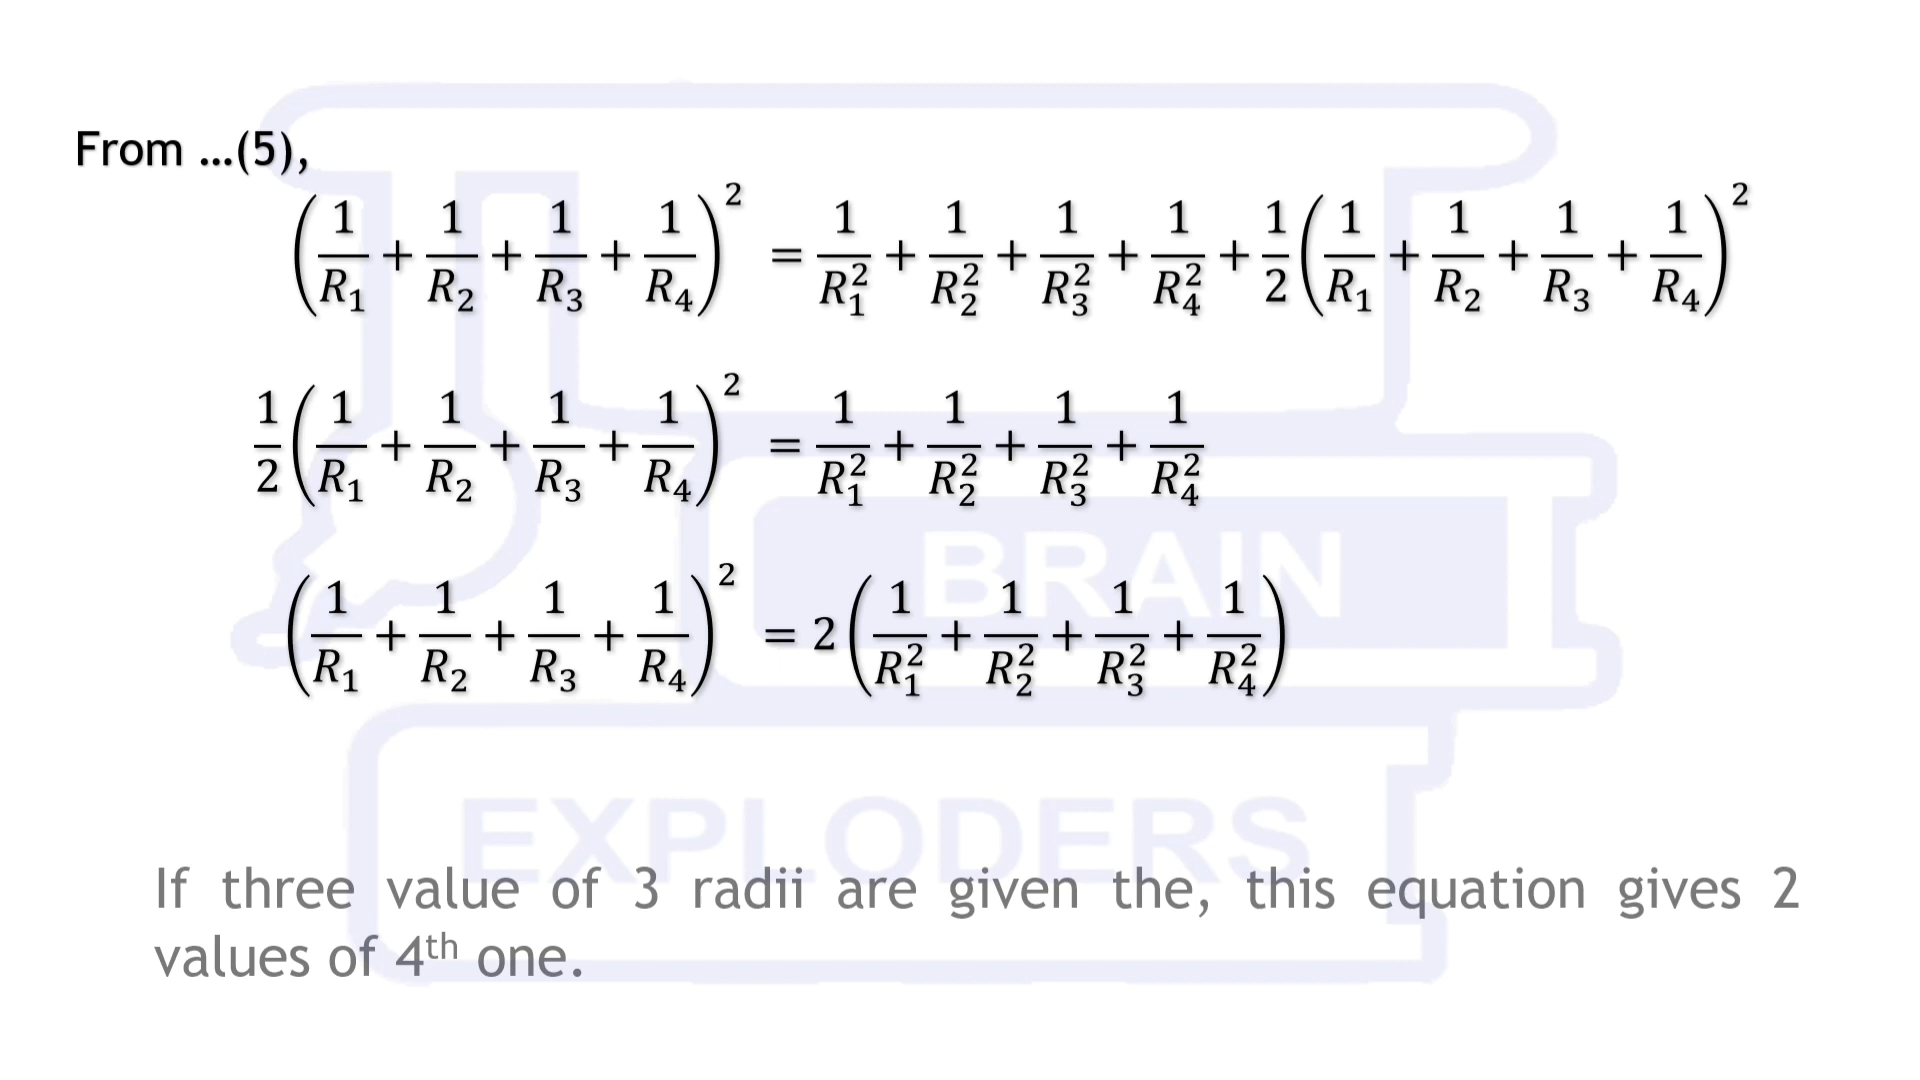 From …(5),
(1/R₁ + 1/R₂ + 1/R₃ + 1/R₄)² = 1/R₁² + 1/R₂² + 1/R₃² + 1/R₄² + 1/2 (1/R₁ + 1/R₂ + 1/R₃ + 1/R₄)²
1/2 (1/R₁ + 1/R₂ + 1/R₃ + 1/R₄)² = 1/R₁² + 1/R₂² + 1/R₃² + 1/R₄²
(1/R₁ + 1/R₂ + 1/R₃ + 1/R₄)² = 2 (1/R₁² + 1/R₂² + 1/R₃² + 1/R₄²)
BRAIN
EXPLODERS
If three value of 3 radii are given the, this equation gives 2
values of 4th one.